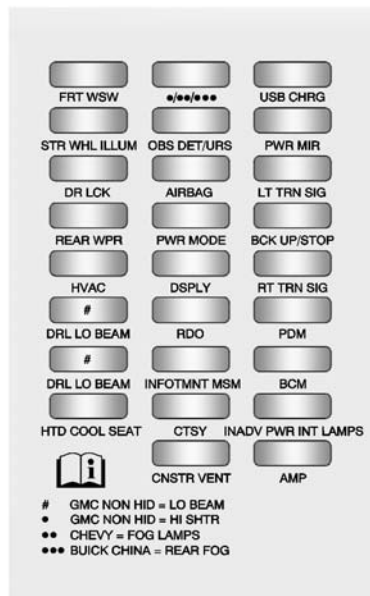 FRT WSW ●/●●/●●● USB CHRG
STR WHL ILLUM OBS DET/URS PWR MIR
DR LCK AIRBAG LT TRN SIG
REAR WPR PWR MODE BCK UP/STOP
HVAC DSPLY RT TRN SIG
# 
DRL LO BEAM RDO PDM
#
DRL LO BEAM INFOTMNT MSM BCM
HTD COOL SEAT CTSY INADV PWR INT LAMPS
i CNSTR VENT AMP
# GMC NON HID = LO BEAM
● GMC NON HID = HI SHTR
●● CHEVY = FOG LAMPS
●●● BUICK CHINA = REAR FOG